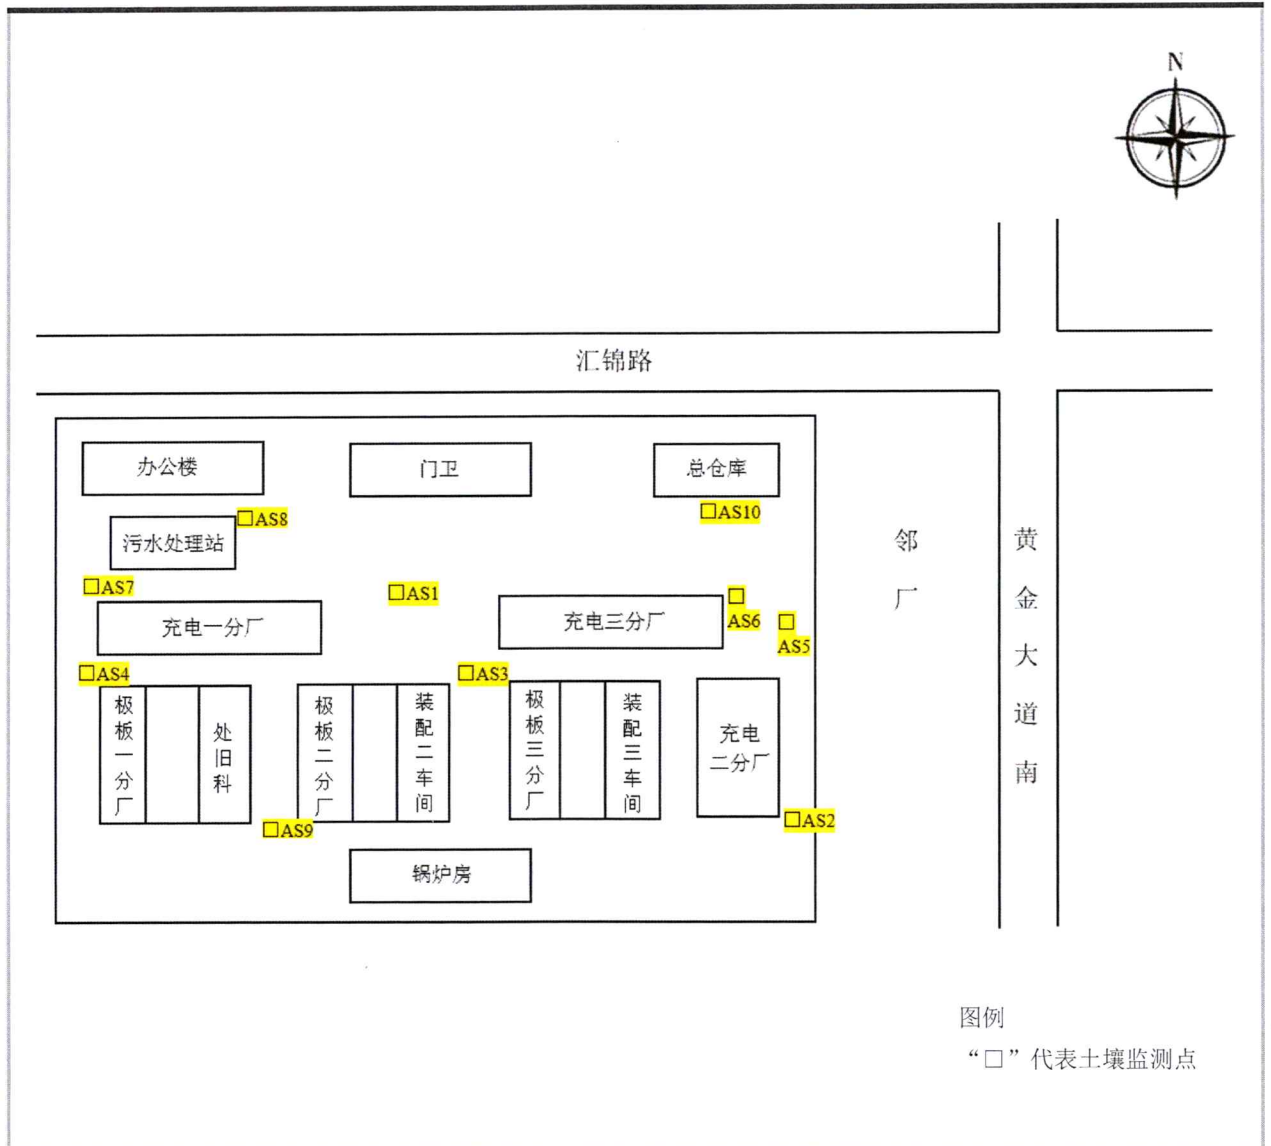 N
汇锦路
办公楼
门卫
总仓库
□AS8
□AS10
污水处理站
邻厂
黄金大道南
□AS7
□AS1
□AS6
充电一分厂
充电三分厂
□AS5
□AS4
□AS3
极板一分厂
处旧科
极板二分厂
装配二车间
极板三分厂
装配三车间
充电
二分厂
□AS9
□AS2
锅炉房
图例
“□”代表土壤监测点